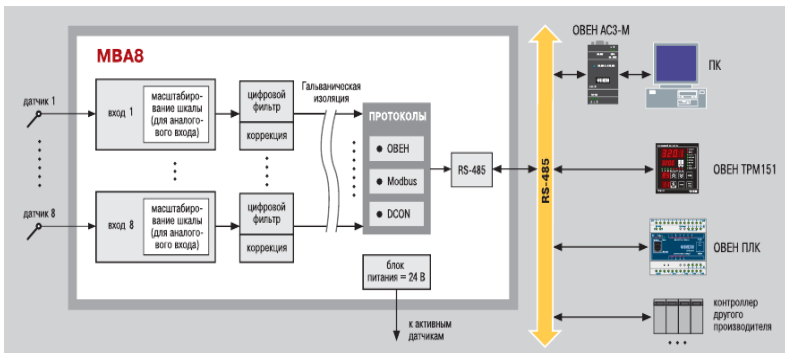 МВА8
датчик 1
вход 1
масштабиро-
вание шкалы
(для аналого-
вого входа)
цифровой
фильтр
коррекция
Гальваническая
изоляция
ПРОТОКОЛЫ
ОВЕН
Modbus
DCON
RS-485
RS-485
датчик 8
вход 8
масштабиро-
вание шкалы
(для аналого-
вого входа)
цифровой
фильтр
коррекция
блок
питания = 24 В
к активным
датчикам
ОВЕН АС3-М
ПК
ОВЕН ТРМ151
ОВЕН ПЛК
контроллер
другого
производителя